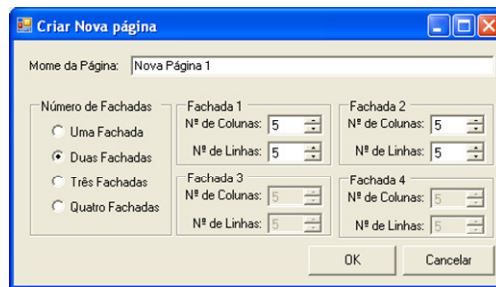 Criar Nova página
Mome da Página: Nova Página 1
Número de Fachadas
Uma Fachada
Duas Fachadas
Três Fachadas
Quatro Fachadas
Fachada 1
Nº de Colunas: 5
Nº de Linhas: 5
Fachada 2
Nº de Colunas: 5
Nº de Linhas: 5
Fachada 3
Nº de Colunas: 5
Nº de Linhas: 5
Fachada 4
Nº de Colunas: 5
Nº de Linhas: 5
OK
Cancelar